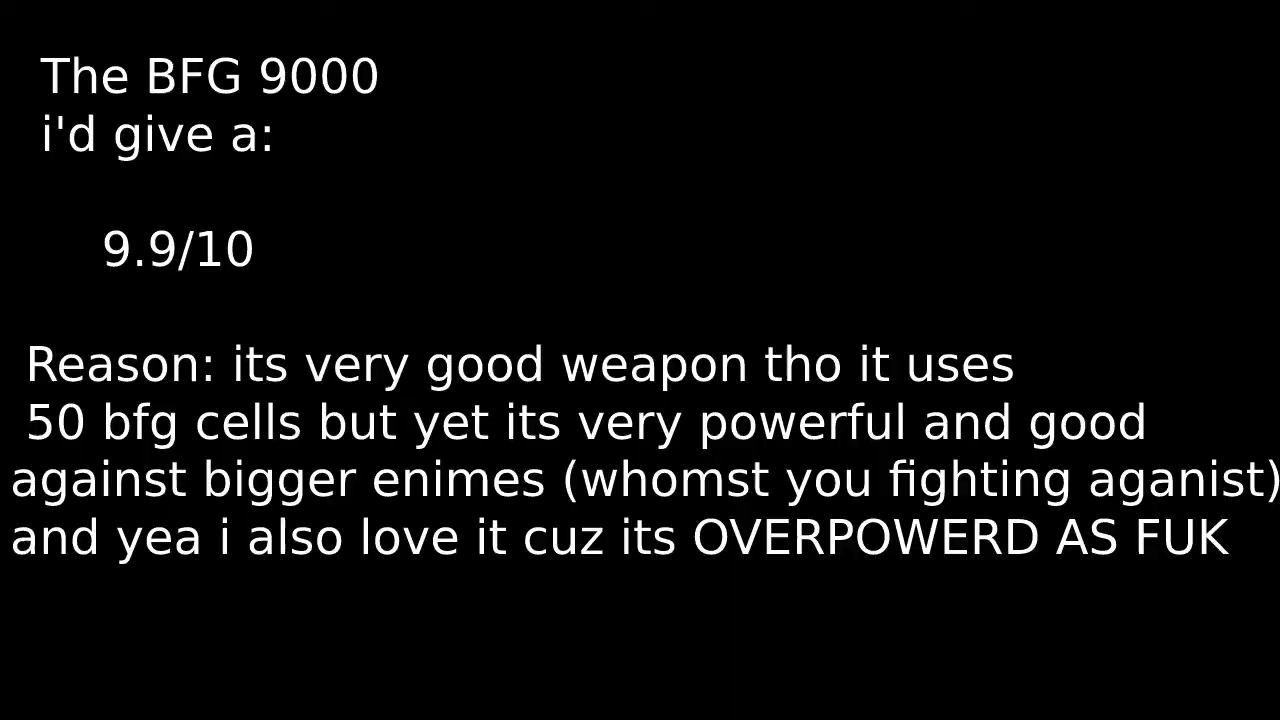 The BFG 9000
i'd give a:
9.9/10
Reason: its very good weapon tho it uses
50 bfg cells but yet its very powerful and good
against bigger enimes (whomst you fighting aganist)
and yea i also love it cuz its OVERPOWERD AS FUK